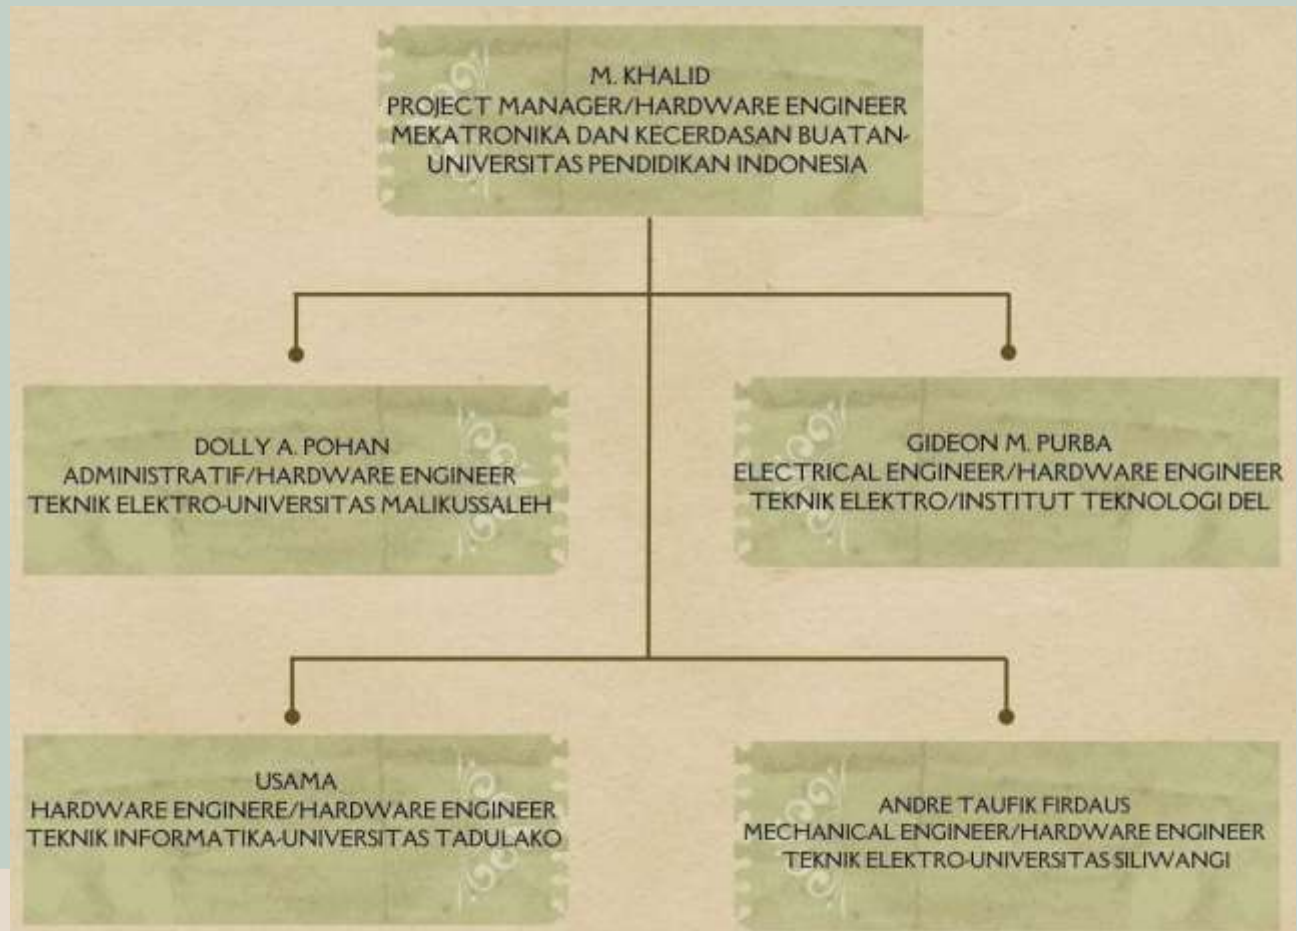 M. KHALID
PROJECT MANAGER/HARDWARE ENGINEER
MEKATRONIKA DAN KECERDASAN BUATAN-
UNIVERSITAS PENDIDIKAN INDONESIA
DOLLY A. POHAN
ADMINISTRATIF/HARDWARE ENGINEER
TEKNIK ELEKTRO-UNIVERSITAS MALIKUSSALEH
GIDEON M. PURBA
ELECTRICAL ENGINEER/HARDWARE ENGINEER
TEKNIK ELEKTRO/INSTITUT TEKNOLOGI DEL
USAMA
HARDWARE ENGINERE/HARDWARE ENGINEER
TEKNIK INFORMATIKA-UNIVERSITAS TADULAKO
ANDRE TAUFIK FIRDAUS
MECHANICAL ENGINEER/HARDWARE ENGINEER
TEKNIK ELEKTRO-UNIVERSITAS SILIWANGI